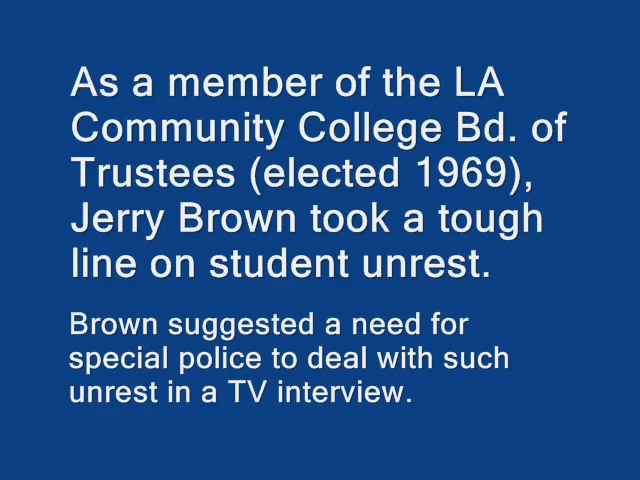 As a member of the LA
Community College Bd. of
Trustees (elected 1969),
Jerry Brown took a tough
line on student unrest.
Brown suggested a need for
special police to deal with such
unrest in a TV interview.